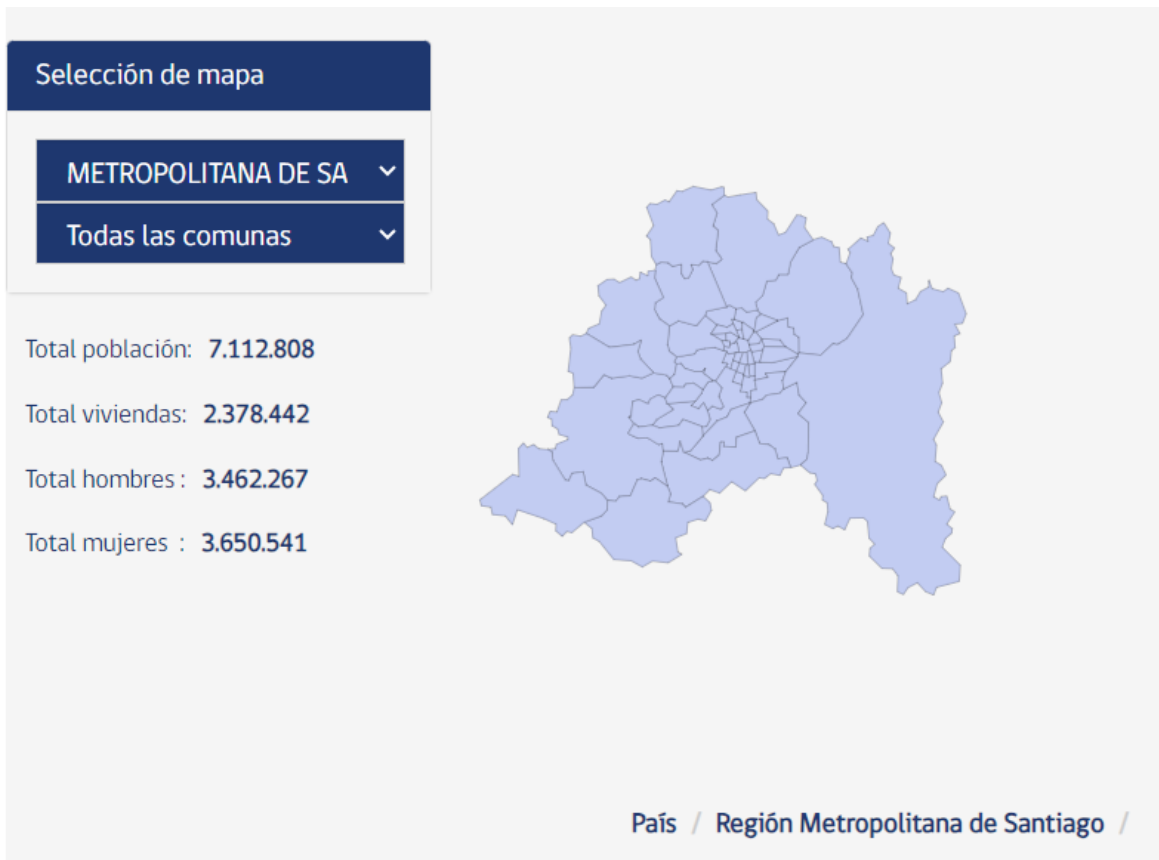 Selección de mapa
METROPOLITANA DE SA
Todas las comunas
Total población: 7.112.808
Total viviendas: 2.378.442
Total hombres : 3.462.267
Total mujeres : 3.650.541
País / Región Metropolitana de Santiago /